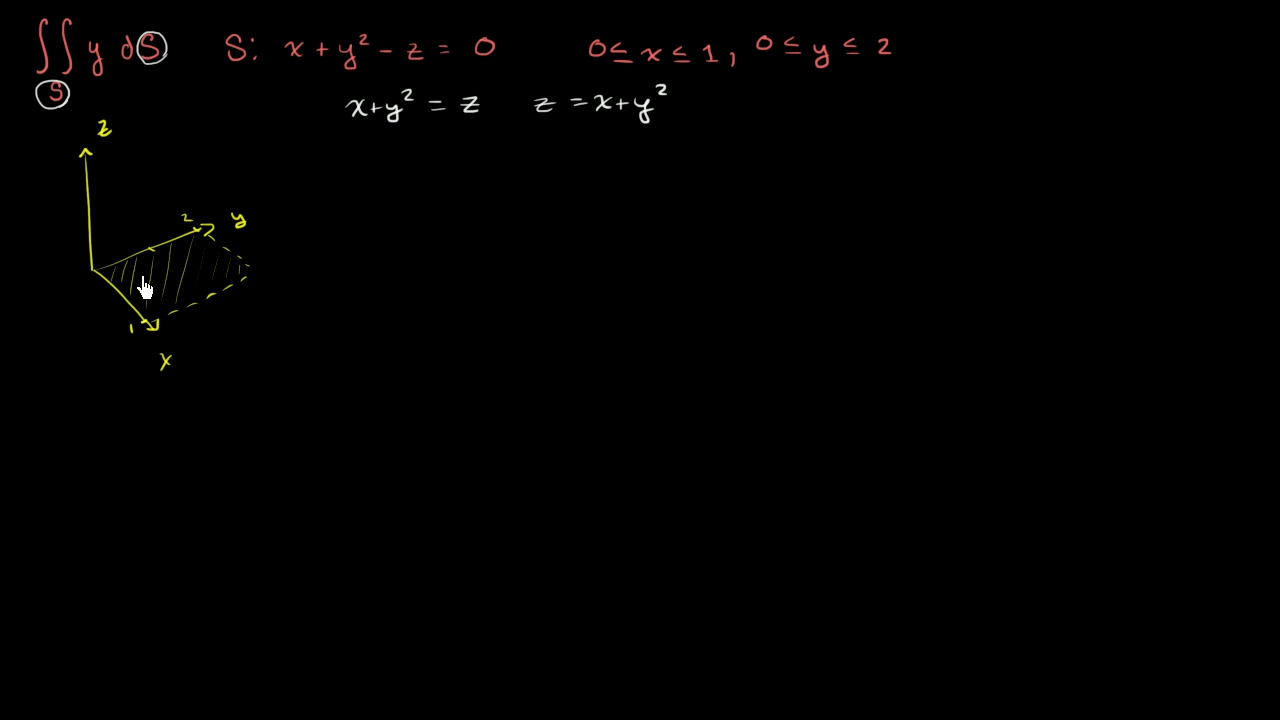 ∬ y dS   S: x + y² - z = 0   0 ≤ x ≤ 1, 0 ≤ y ≤ 2
S
x+y² = z   z = x+y²
z
2 y
1
x